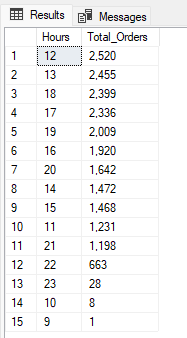 Results Messages
Hours Total_Orders
1 12 2,520
2 13 2,455
3 18 2,399
4 17 2,336
5 19 2,009
6 16 1,920
7 20 1,642
8 14 1,472
9 15 1,468
10 11 1,231
11 21 1,198
12 22 663
13 23 28
14 10 8
15 9 1